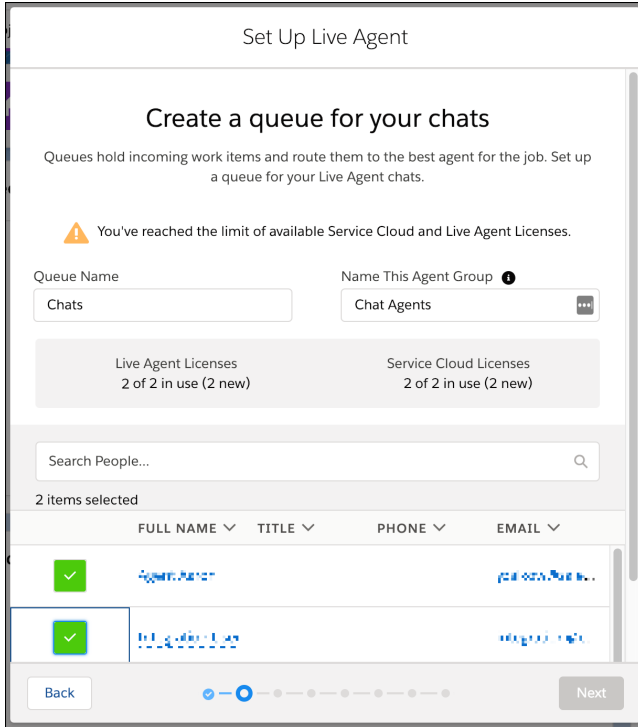 Set Up Live Agent
Create a queue for your chats
Queues hold incoming work items and route them to the best agent for the job. Set up
a queue for your Live Agent chats.
You've reached the limit of available Service Cloud and Live Agent Licenses.
Queue Name
Name This Agent Group
Chats
Chat Agents
Live Agent Licenses
Service Cloud Licenses
2 of 2 in use (2 new)
2 of 2 in use (2 new)
Search People...
2 items selected
FULL NAME
TITLE
PHONE
EMAIL
Back
Next